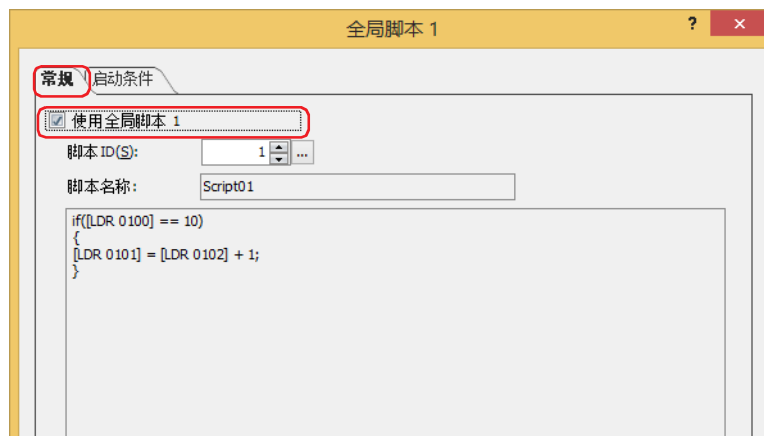 全局脚本 1
? ×
常规 启动条件
使用全局脚本 1
脚本 ID(S): 1 ...
脚本名称: Script01
if([LDR 0100] == 10)
{
[LDR 0101] = [LDR 0102] + 1;
}